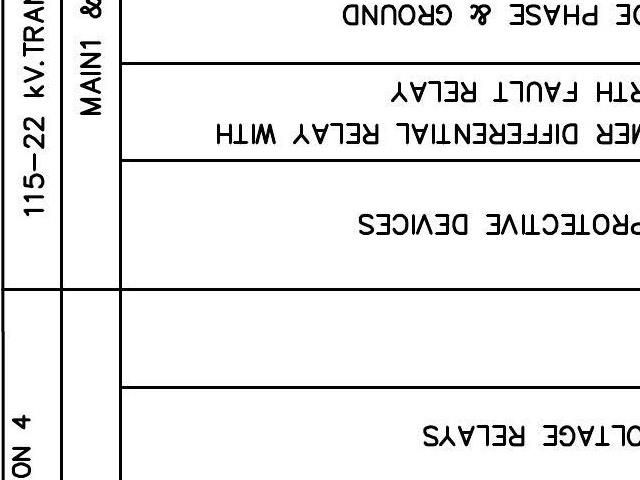 OLTAGE RELAYS
PROTECTIVE DEVICES
MER DIFFERENTIAL RELAY WITH
RTH FAULT RELAY
DE PHASE & GROUND
MAIN1 &
ON 4
115-22 kV.TRAN